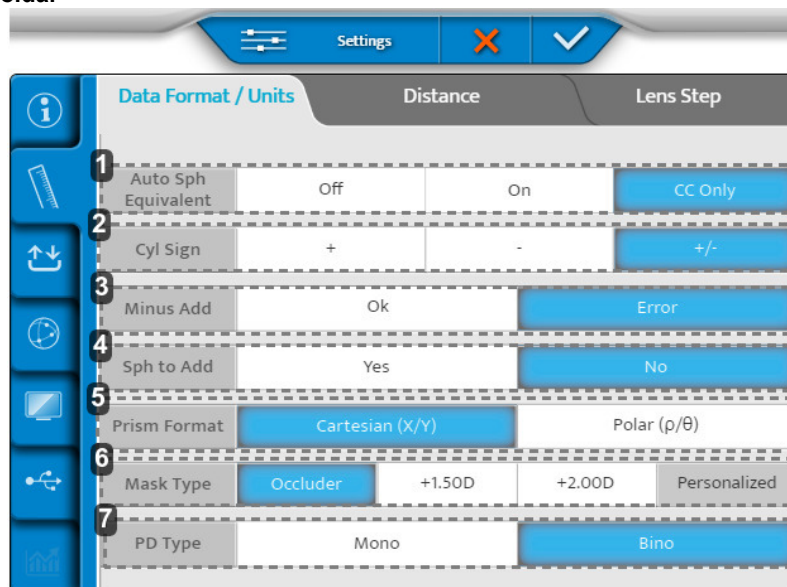 Settings
Data Format / Units Distance Lens Step
1
Auto Sph Equivalent Off On CC Only
2
Cyl Sign + - +/-
3
Minus Add Ok Error
4
Sph to Add Yes No
5
Prism Format Cartesian (X/Y) Polar (ρ/θ)
6
Mask Type Occluder +1.50D +2.00D Personalized
7
PD Type Mono Bino